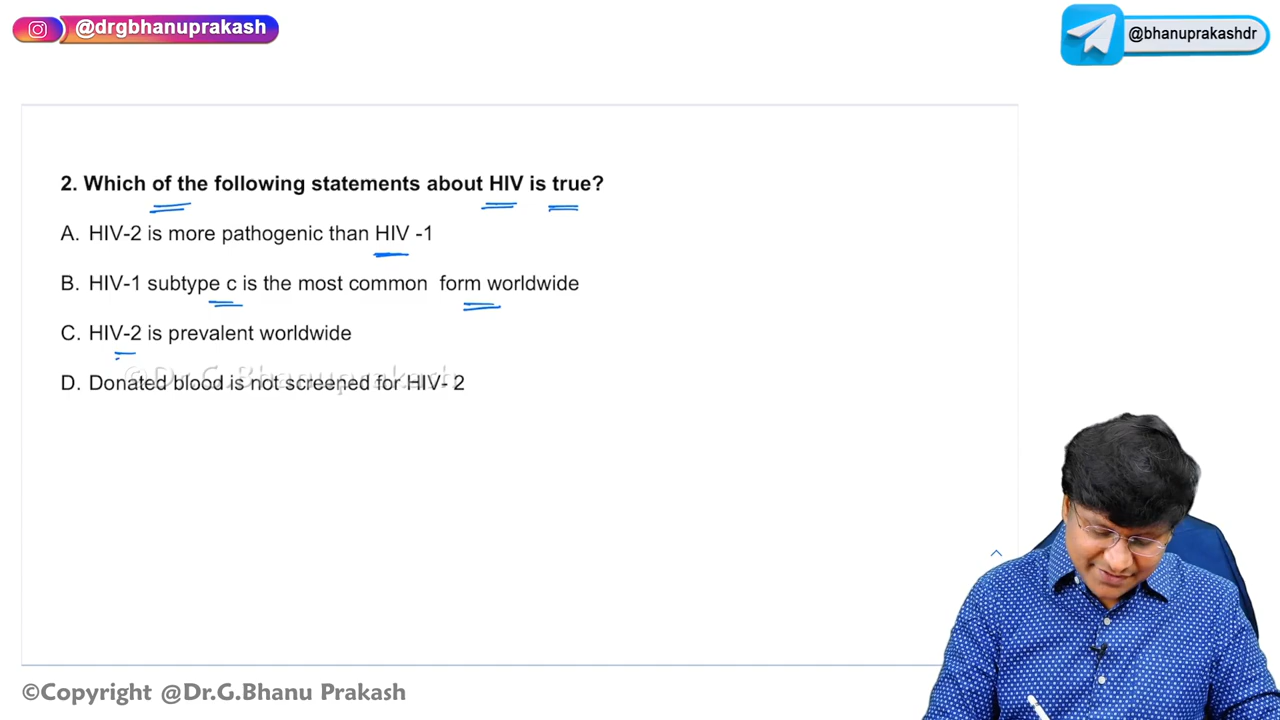 @drgbhanuprakash
@bhanuprakashdr
2. Which of the following statements about HIV is true?
A. HIV-2 is more pathogenic than HIV -1
B. HIV-1 subtype c is the most common form worldwide
C. HIV-2 is prevalent worldwide
©Dr.G.Bhanuprakash
D. Donated blood is not screened for HIV- 2
©Copyright @Dr.G.Bhanu Prakash